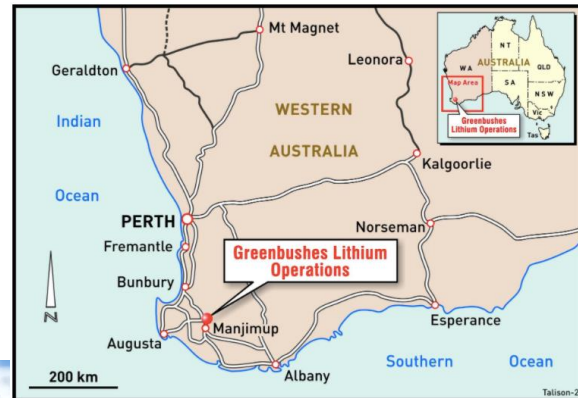 Mt Magnet
Geraldton
Leonora
WESTERN
AUSTRALIA
Indian
Ocean
Kalgoorlie
PERTH
Fremantle
Norseman
Greenbushes Lithium
Operations
Bunbury
Manjimup
Augusta
Esperance
Albany
Southern Ocean
N
200 km
NT
WA
QLD
AUSTRALIA
Map Area
SA
NSW
Vic
Tas
Greenbushes
Lithium Operations